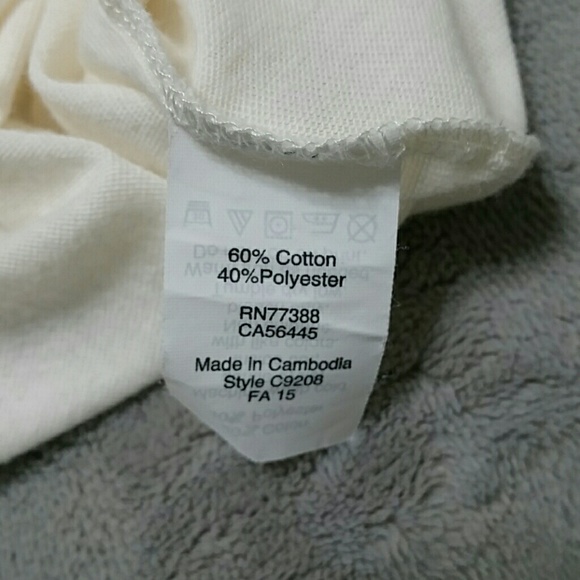 60% Cotton
40%Polyester
RN77388
CA56445
Made In Cambodia
Style C9208
FA 15